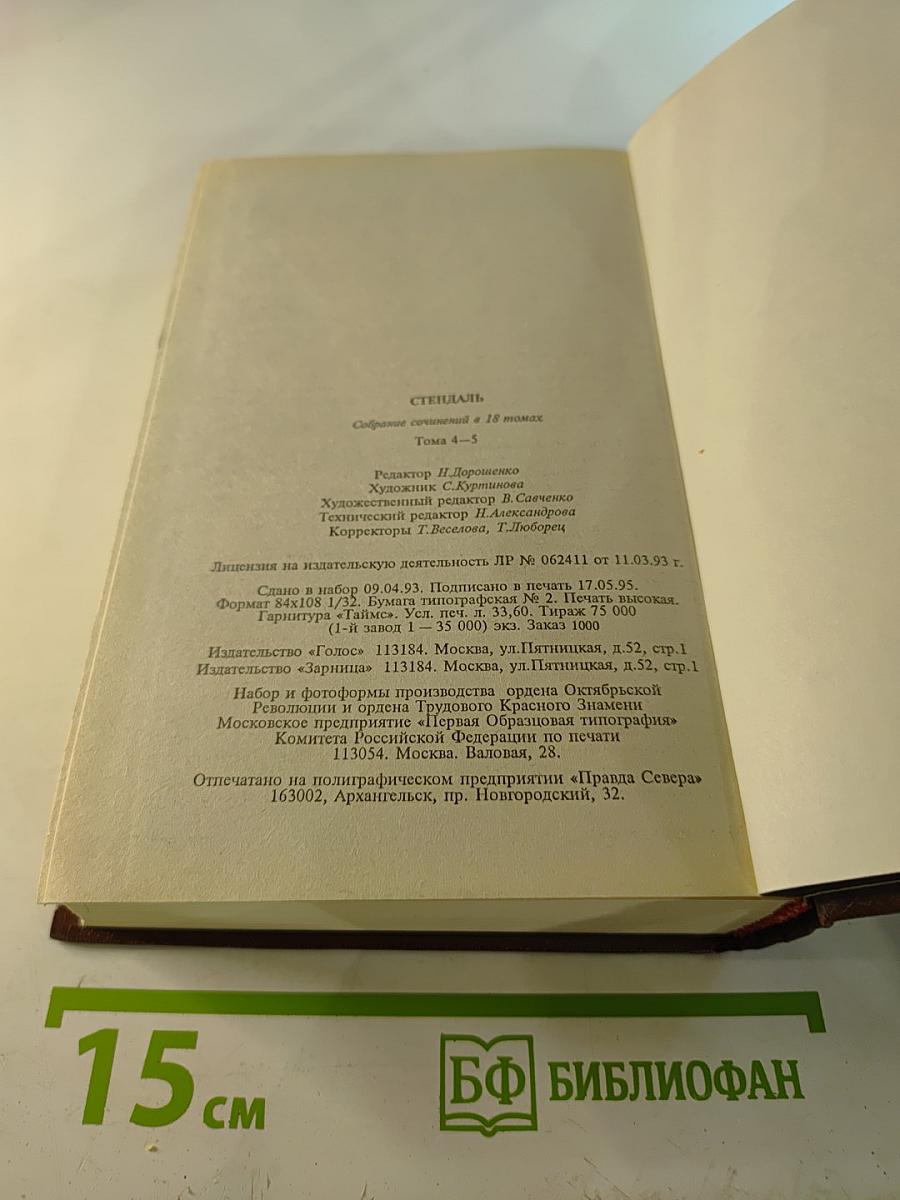 СТЕНДАЛЬ
Собрание сочинений в 18 томах
Тома 4—5
Редактор Н.Дорошенко
Художник С.Куртинова
Художественный редактор В.Савченко
Технический редактор Н.Александрова
Корректоры Т.Веселова, Т.Люборец
Лицензия на издательскую деятельность ЛР № 062411 от 11.03.93 г.
Сдано в набор 09.04.93. Подписано в печать 17.05.95.
Формат 84х108 1/32. Бумага типографская № 2. Печать высокая.
Гарнитура «Таймс». Усл. печ. л. 33,60. Тираж 75 000
(1-й завод 1 — 35 000) экз. Заказ 1000
Издательство «Голос» 113184. Москва, ул.Пятницкая, д.52, стр.1
Издательство «Зарница» 113184. Москва, ул.Пятницкая, д.52, стр.1
Набор и фотоформы производства ордена Октябрьской
Революции и ордена Трудового Красного Знамени
Московское предприятие «Первая Образцовая типография»
Комитета Российской Федерации по печати
113054. Москва. Валовая, 28.
Отпечатано на полиграфическом предприятии «Правда Севера»
163002, Архангельск, пр. Новгородский, 32.
15 см
БФ БИБЛИОФАН